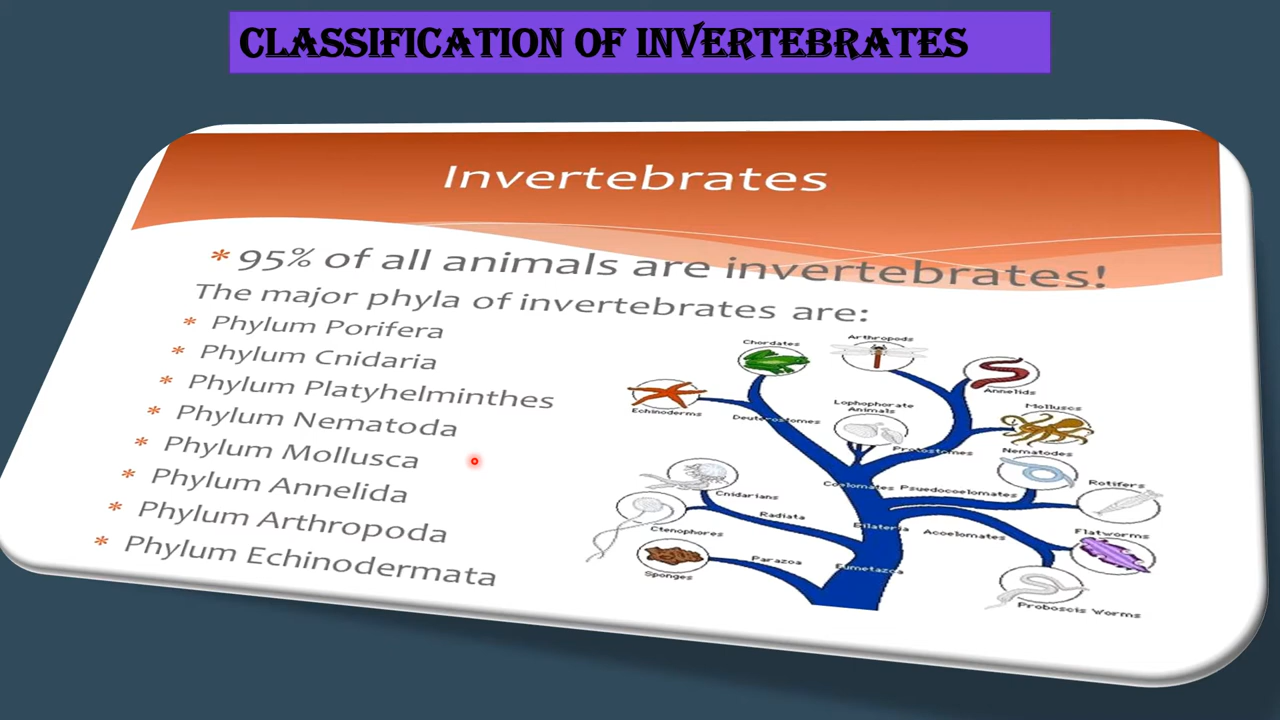 CLASSIFICATION OF INVERTEBRATES
Invertebrates
* 95% of all animals are invertebrates!
The major phyla of invertebrates are:
* Phylum Porifera
* Phylum Cnidaria
* Phylum Platyhelminthes
* Phylum Nematoda
* Phylum Mollusca
* Phylum Annelida
* Phylum Arthropoda
* Phylum Echinodermata
Chordates
Arthropods
Annelids
Echinoderms
Deuterostomes
Lophophorate
Animals
Molluscs
Protostomes
Nematodes
Cnidarians
Coelomates
Psuedocoelomates
Rotifers
Radiata
Ctenophores
Bilateria
Acoelomates
Flatworms
Sponges
Parazoa
Eumetazoa
Proboscis Worms